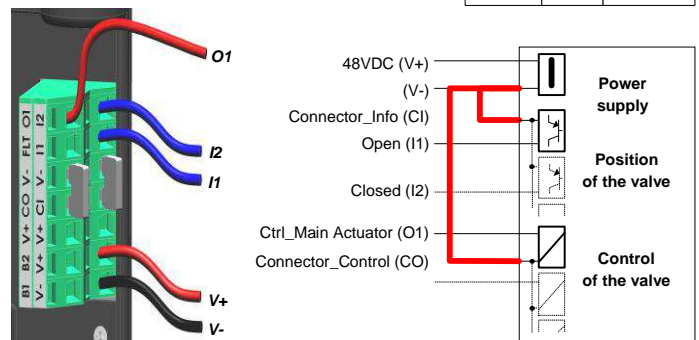 O1
I2
I1
V+
V-
B1 B2 V+ CO V- FLT O1
V- V+ V+ CI V- I1 I2
48VDC (V+)
(V-)
Connector_Info (CI)
Open (I1)
Closed (I2)
Ctrl_Main Actuator (O1)
Connector_Control (CO)
Power
supply
Position
of the valve
Control
of the valve